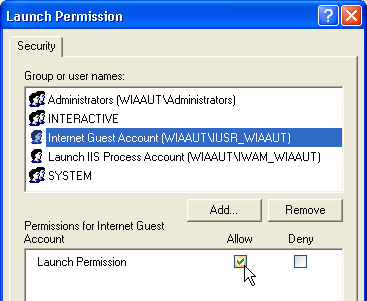 Launch Permission
Security
Group or user names:
Administrators (WIAAUT\Administrators)
INTERACTIVE
Internet Guest Account (WIAAUT\IUSR_WIAAUT)
Launch IIS Process Account (WIAAUT\IWAM_WIAAUT)
SYSTEM
Add... Remove
Permissions for Internet Guest
Account Allow Deny
Launch Permission